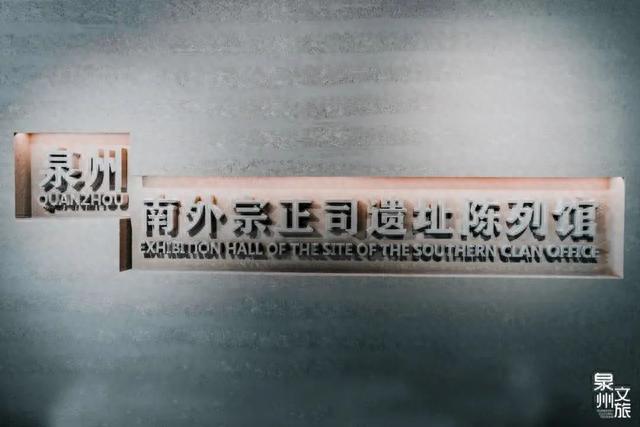 泉州
QUANZHOU
南外宗正司遗址陈列馆
EXHIBITION HALL OF THE SITE OF THE SOUTHERN CLAN OFFICE
泉州文旅